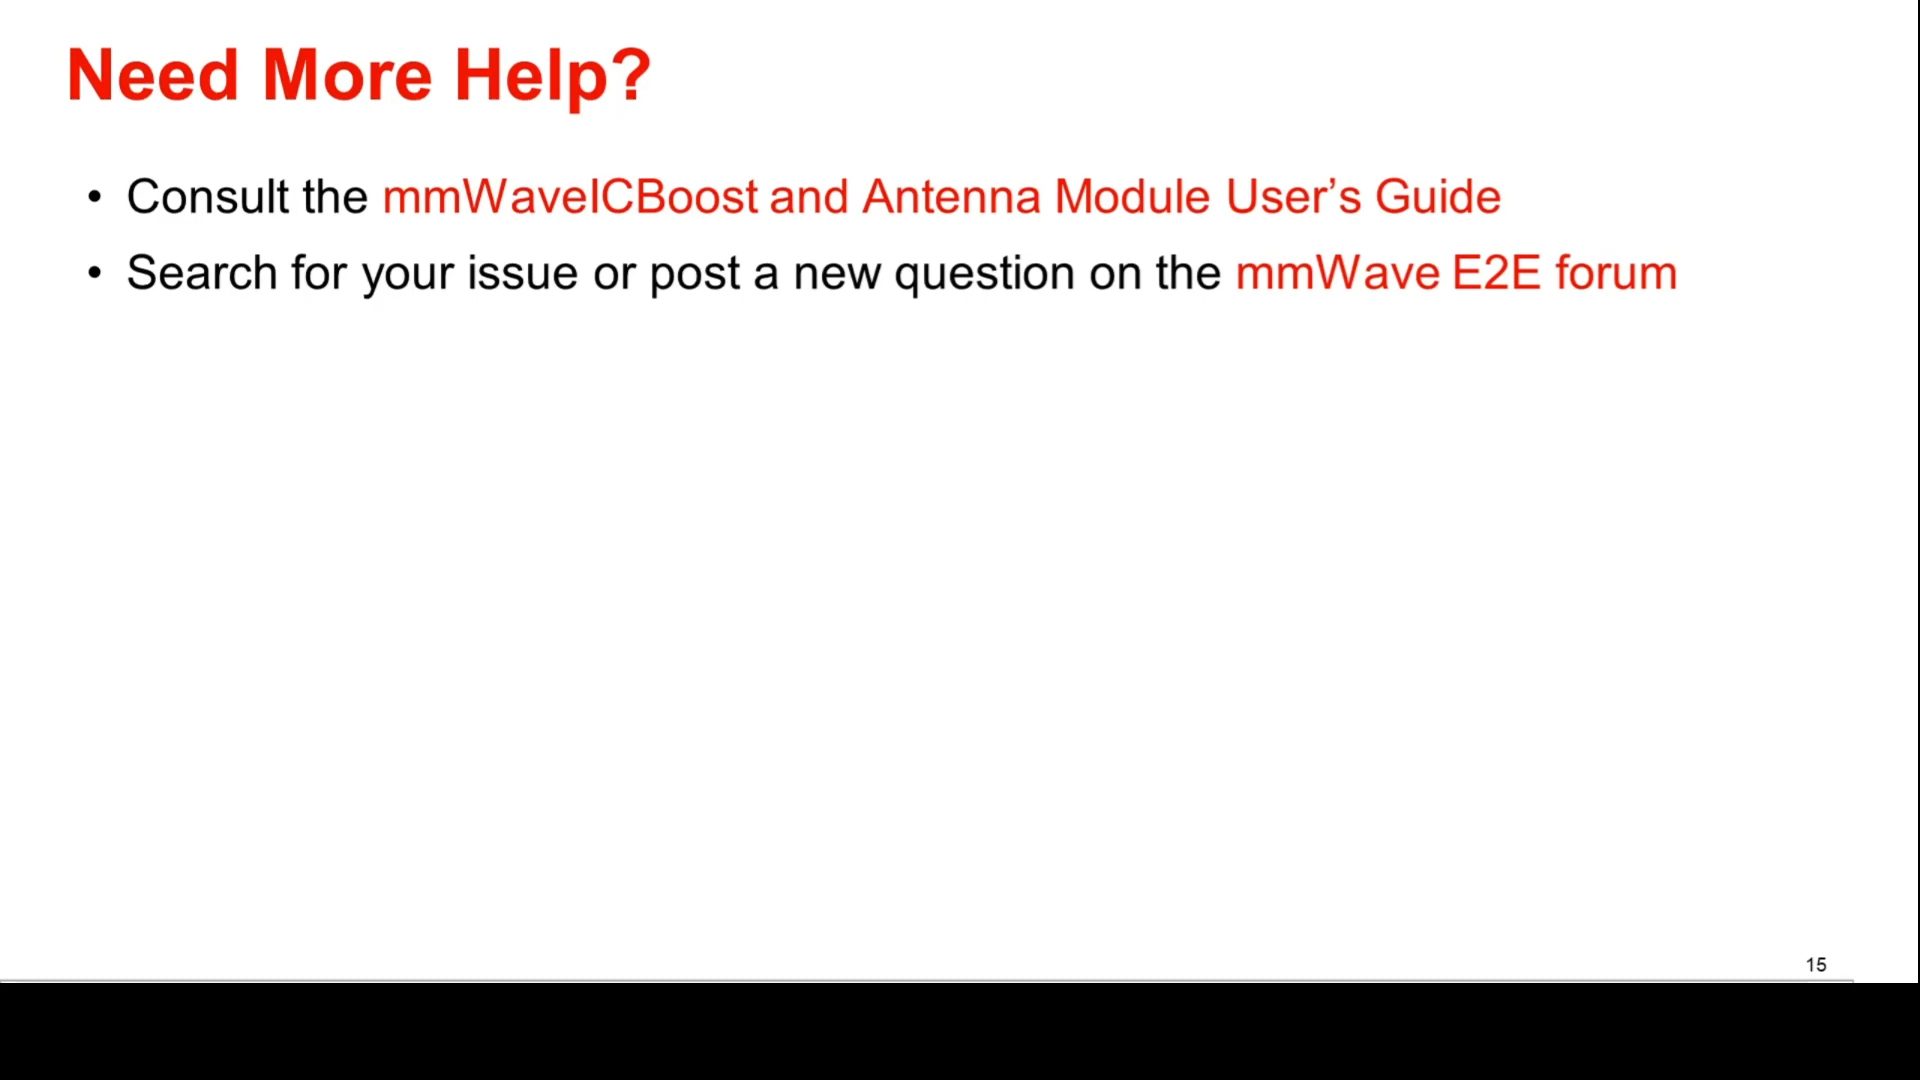 Need More Help?
• Consult the mmWaveICBoost and Antenna Module User’s Guide
• Search for your issue or post a new question on the mmWave E2E forum
15